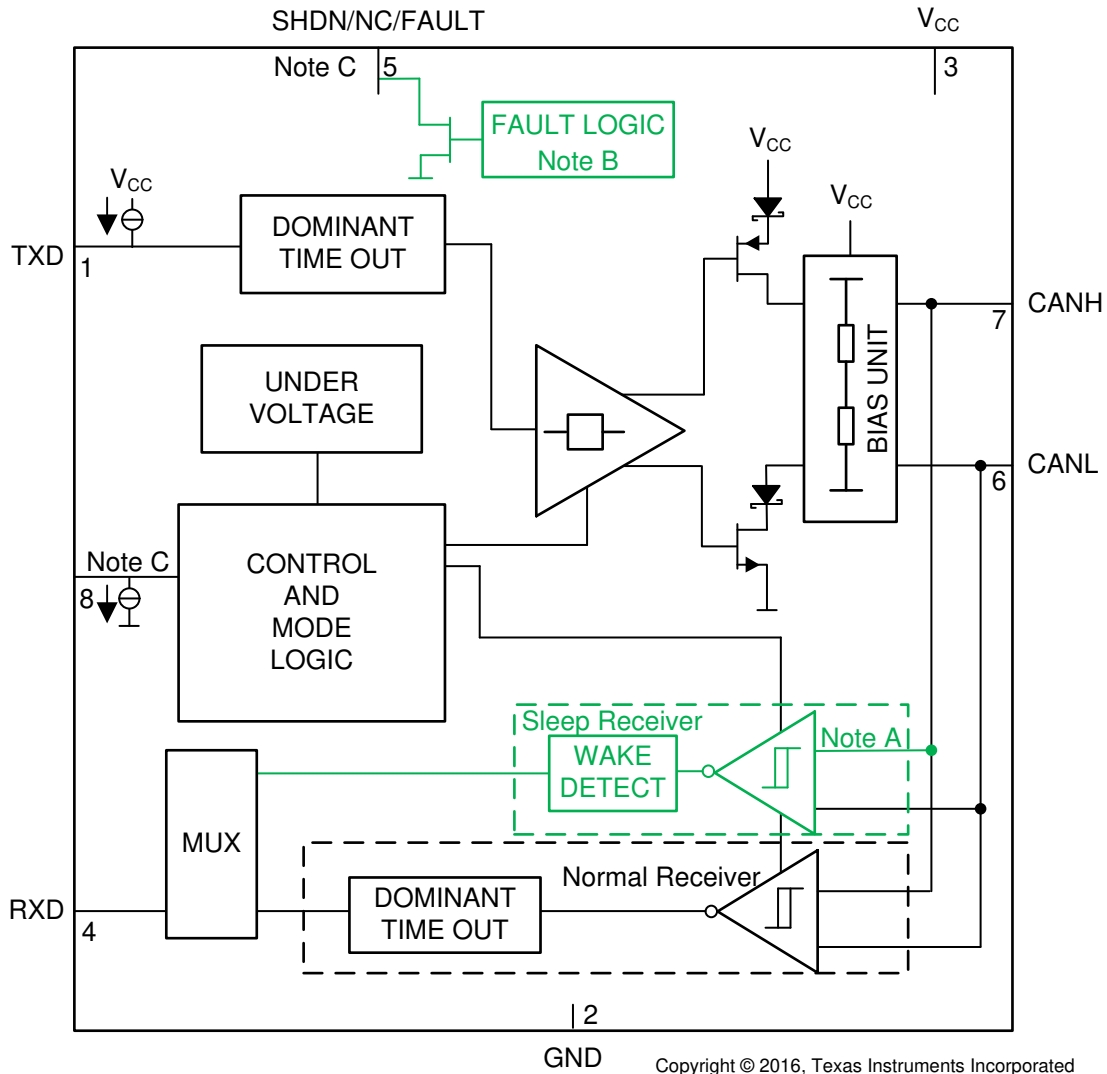 SHDN/NC/FAULT
VCC
Note C
5
3
FAULT LOGIC
Note B
VCC
VCC
VCC
DOMINANT
TIME OUT
TXD
1
CANH
7
UNDER
VOLTAGE
BIAS UNIT
CANL
6
Note C
8
CONTROL
AND
MODE
LOGIC
Sleep Receiver
Note A
WAKE
DETECT
MUX
Normal Receiver
DOMINANT
TIME OUT
RXD
4
2
GND
Copyright © 2016, Texas Instruments Incorporated